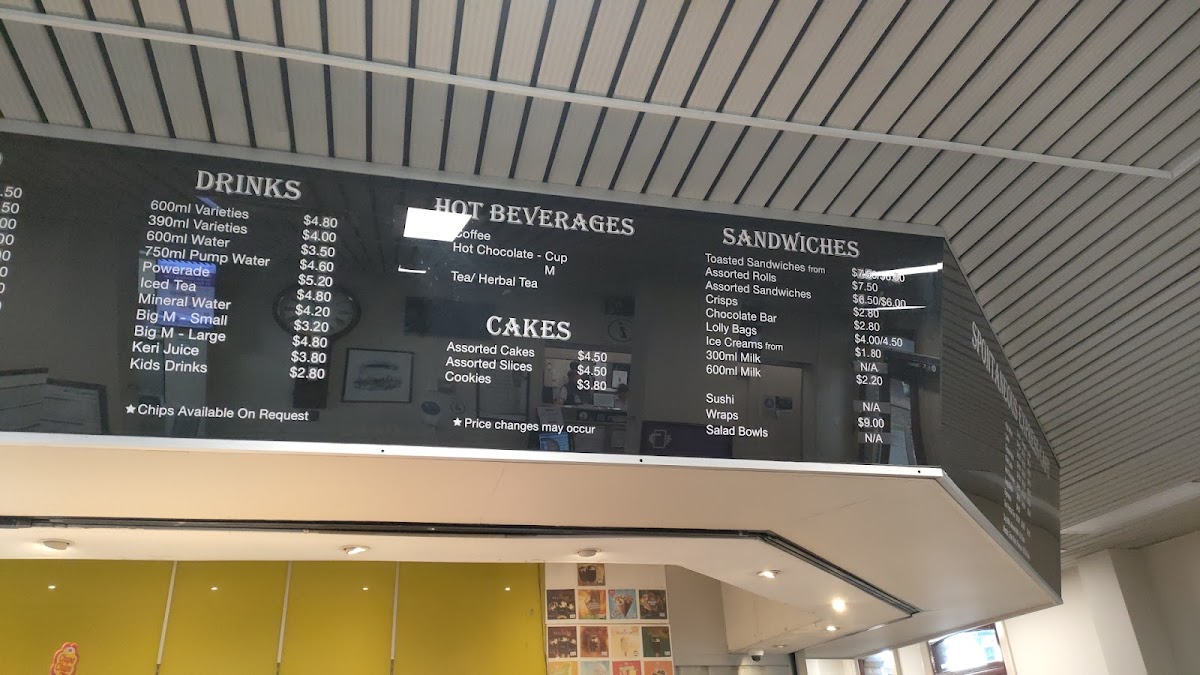 DRINKS
600ml Varieties $4.80
390ml Varieties $4.00
600ml Water $3.50
750ml Pump Water $4.60
Powerade $5.20
Iced Tea $4.80
Mineral Water $4.20
Big M - Small $3.20
Big M - Large $4.80
Keri Juice $3.80
Kids Drinks $2.80
★Chips Available On Request
HOT BEVERAGES
Coffee
Hot Chocolate - Cup
M
Tea/ Herbal Tea
CAKES
Assorted Cakes $4.50
Assorted Slices $4.50
Cookies $3.80
★Price changes may occur
SANDWICHES
Toasted Sandwiches from
Assorted Rolls $7.50
Assorted Sandwiches $6.50/$6.00
Crisps $2.80
Chocolate Bar $2.80
Lolly Bags $4.00/4.50
Ice Creams from $1.80
300ml Milk N/A
600ml Milk $2.20
Sushi N/A
Wraps $9.00
Salad Bowls N/A